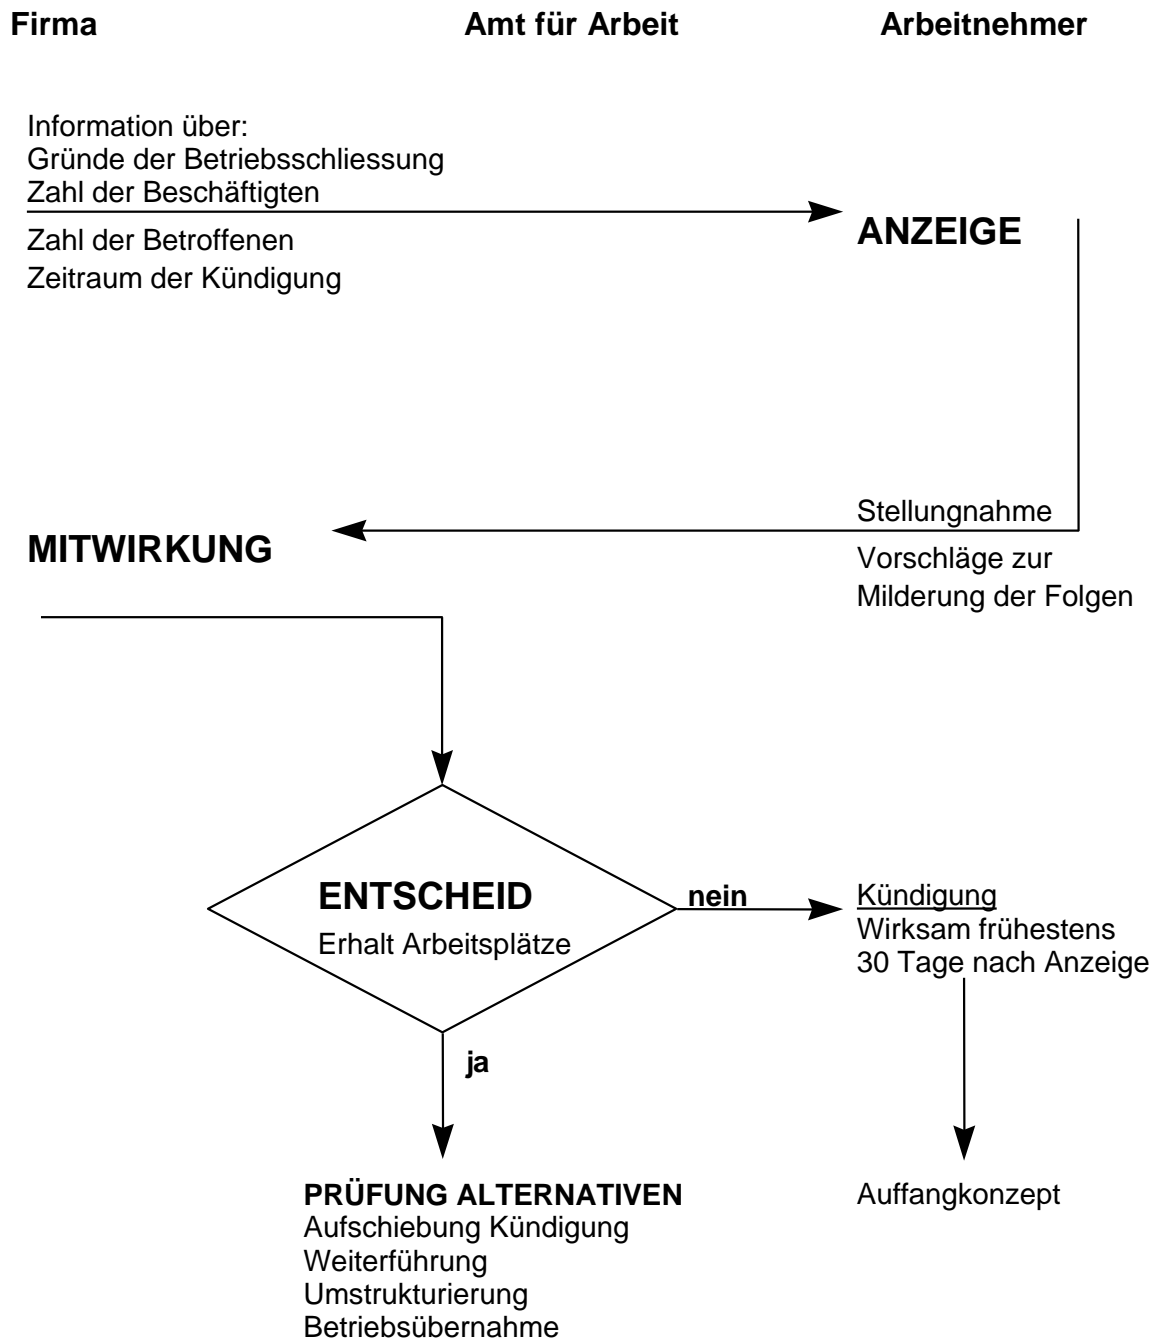 Firma
Amt für Arbeit
Arbeitnehmer
Information über:
Gründe der Betriebsschliessung
Zahl der Beschäftigten
Zahl der Betroffenen
Zeitraum der Kündigung
ANZEIGE
Stellungnahme
Vorschläge zur
Milderung der Folgen
MITWIRKUNG
ENTSCHEID
Erhalt Arbeitsplätze
nein
Kündigung
Wirksam frühestens
30 Tage nach Anzeige
ja
PRÜFUNG ALTERNATIVEN
Aufschiebung Kündigung
Weiterführung
Umstrukturierung
Betriebsübernahme
Auffangkonzept